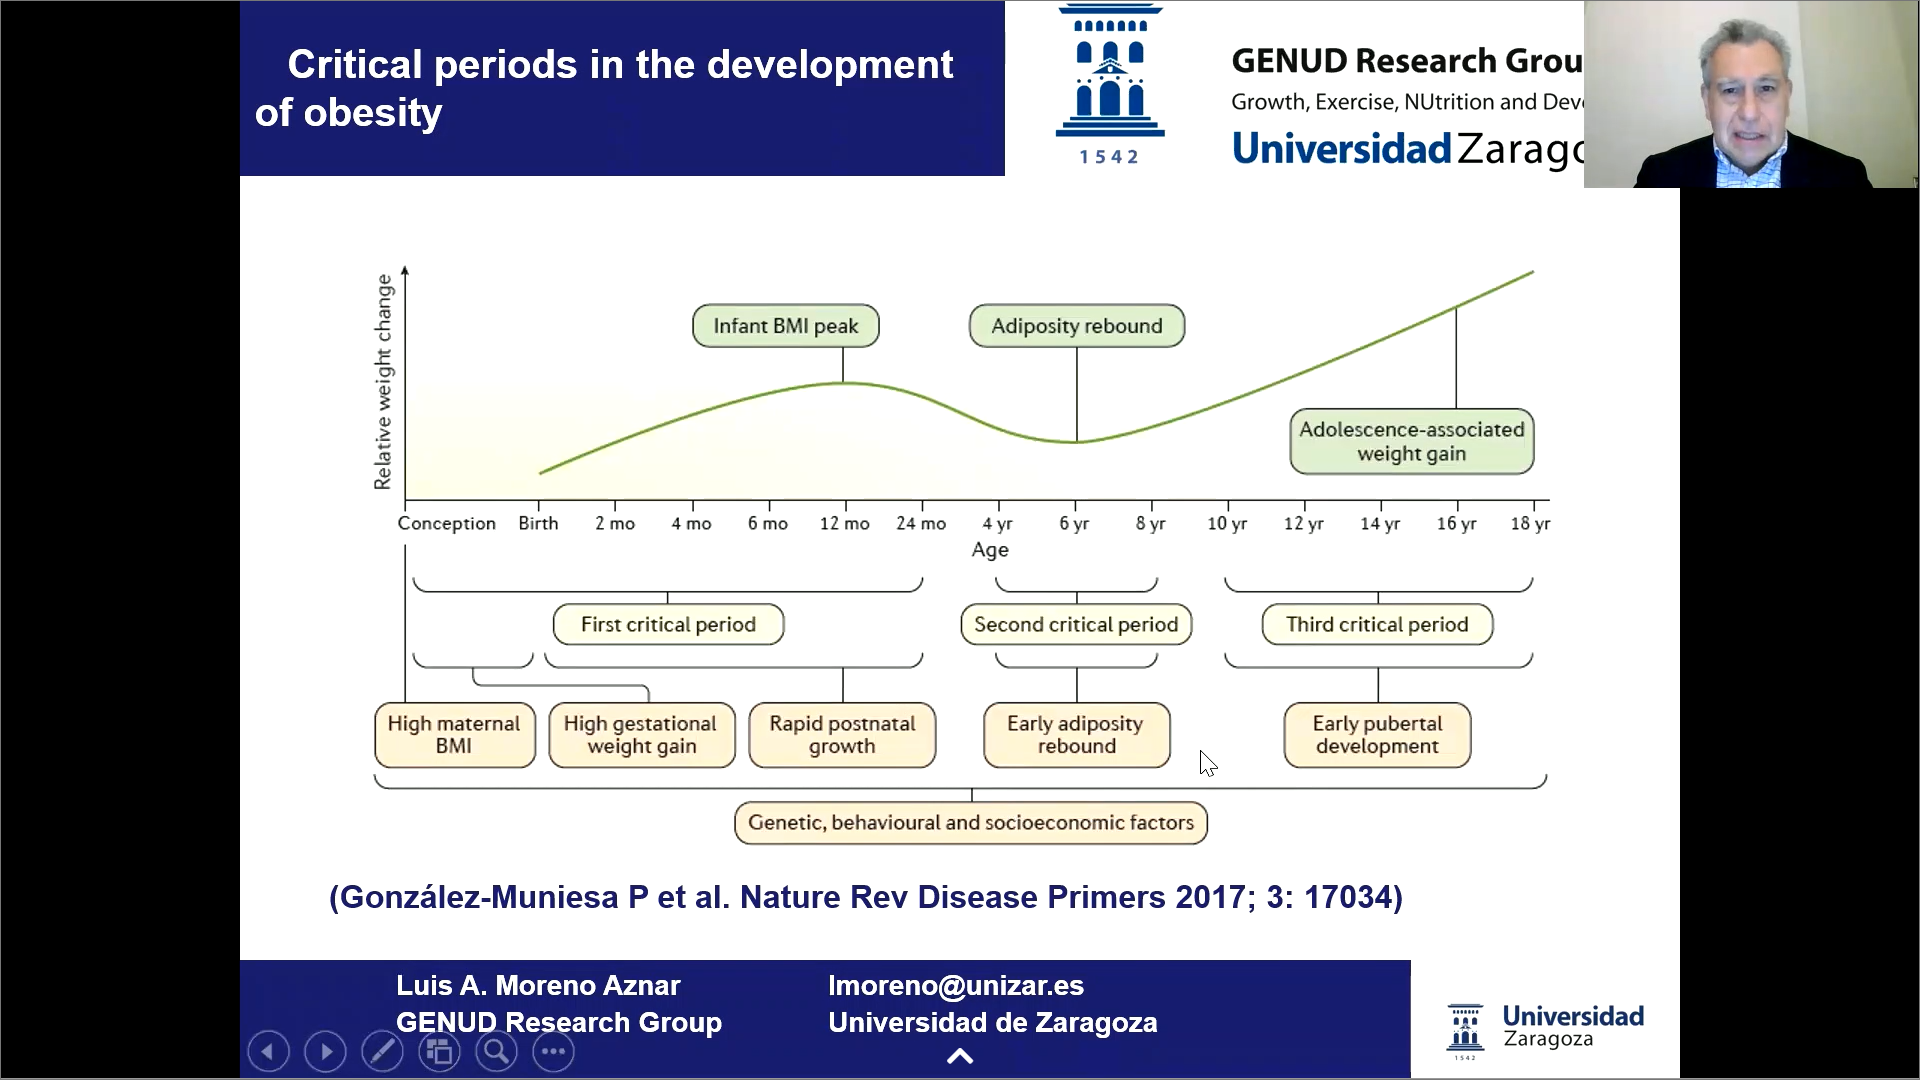 Critical periods in the development
of obesity
1542
GENUD Research Grou
Growth, Exercise, NUtrition and Dev
Universidad Zarago
Relative weight change
Infant BMI peak
Adiposity rebound
Adolescence-associated
weight gain
Conception Birth 2 mo 4 mo 6 mo 12 mo 24 mo 4 yr 6 yr 8 yr 10 yr 12 yr 14 yr 16 yr 18 yr
Age
First critical period
Second critical period
Third critical period
High maternal
BMI
High gestational
weight gain
Rapid postnatal
growth
Early adiposity
rebound
Early pubertal
development
Genetic, behavioural and socioeconomic factors
(González-Muniesa P et al. Nature Rev Disease Primers 2017; 3: 17034)
Luis A. Moreno Aznar
GENUD Research Group
lmoreno@unizar.es
Universidad de Zaragoza
1542
Universidad
Zaragoza